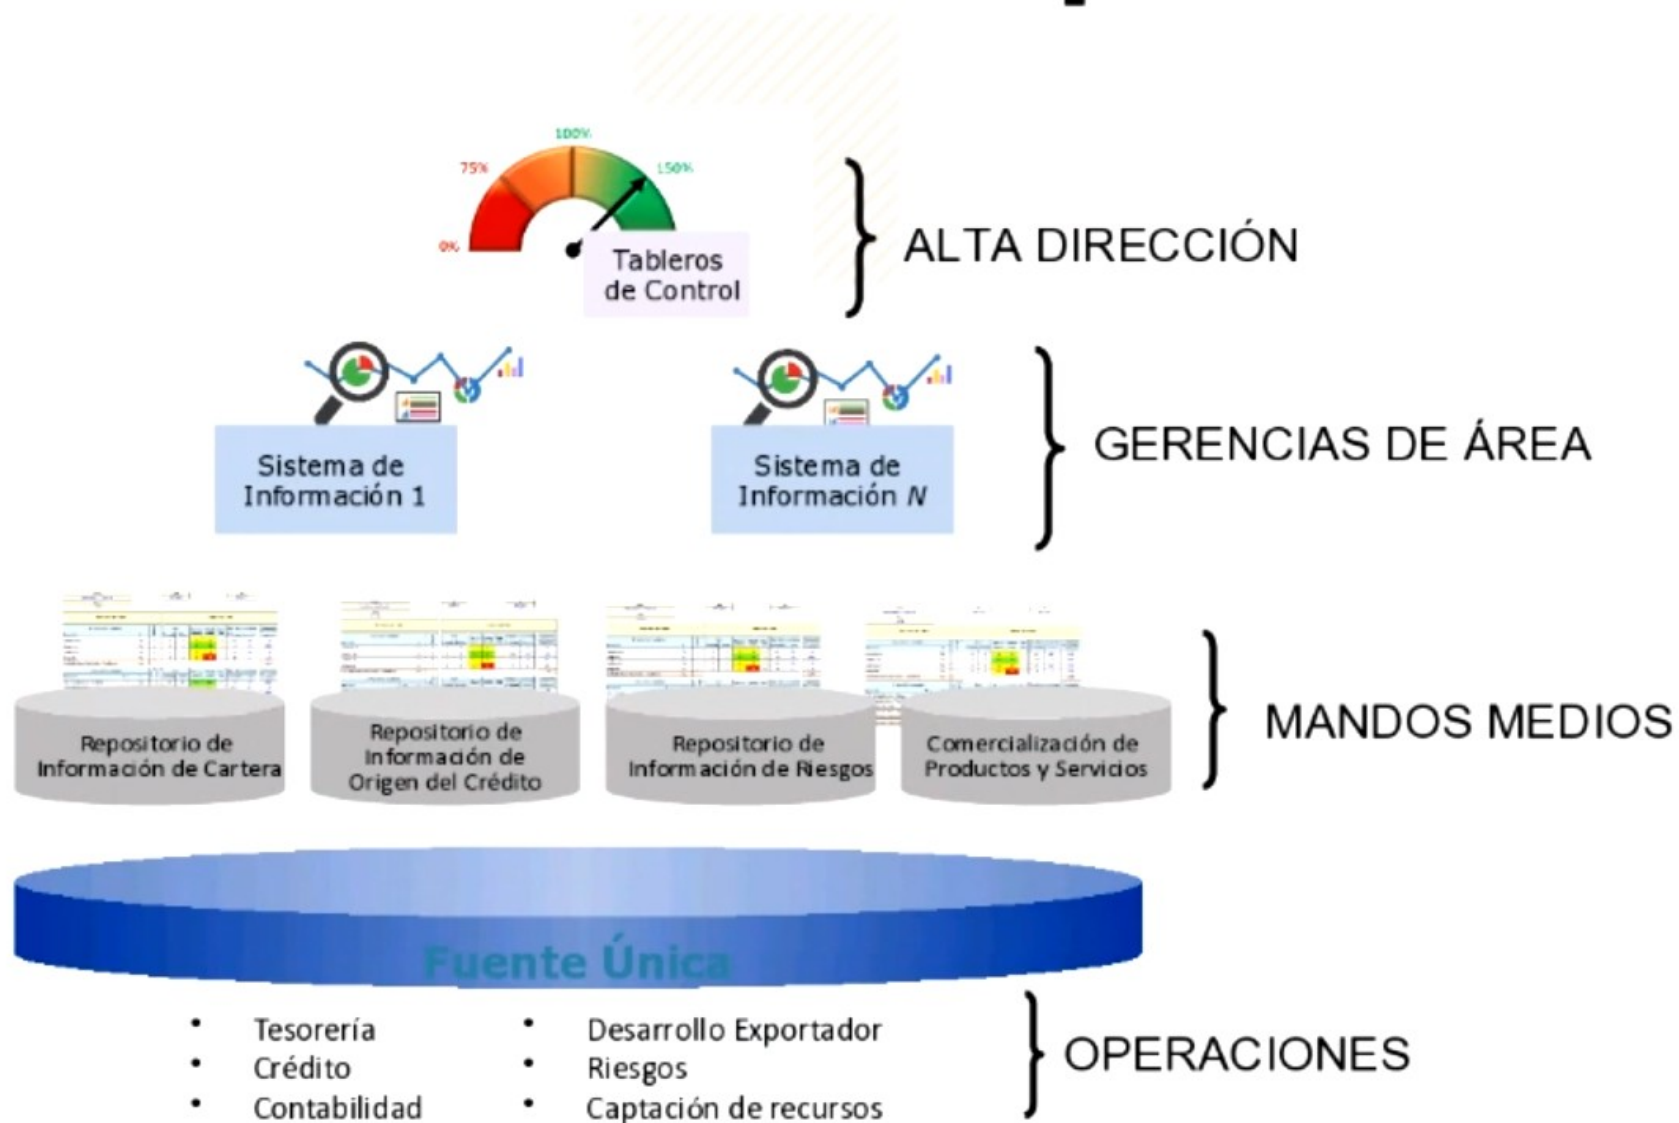 100%
75%
150%
0%
Tableros
de Control
ALTA DIRECCIÓN
Sistema de
Información 1
Sistema de
Información N
GERENCIAS DE ÁREA
Repositorio de
Información de Cartera
Repositorio de
Información de
Origen del Crédito
Repositorio de
Información de Riesgos
Comercialización de
Productos y Servicios
MANDOS MEDIOS
Fuente Única
• Tesorería
• Crédito
• Contabilidad
• Desarrollo Exportador
• Riesgos
• Captación de recursos
OPERACIONES